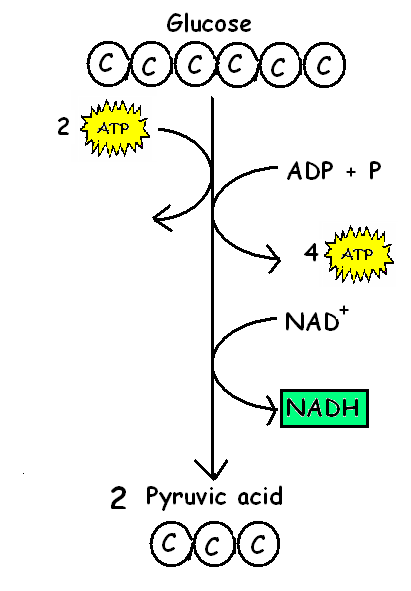 Glucose
C C C C C C
2 ATP
ADP + P
4 ATP
NAD+
NADH
2 Pyruvic acid
C C C